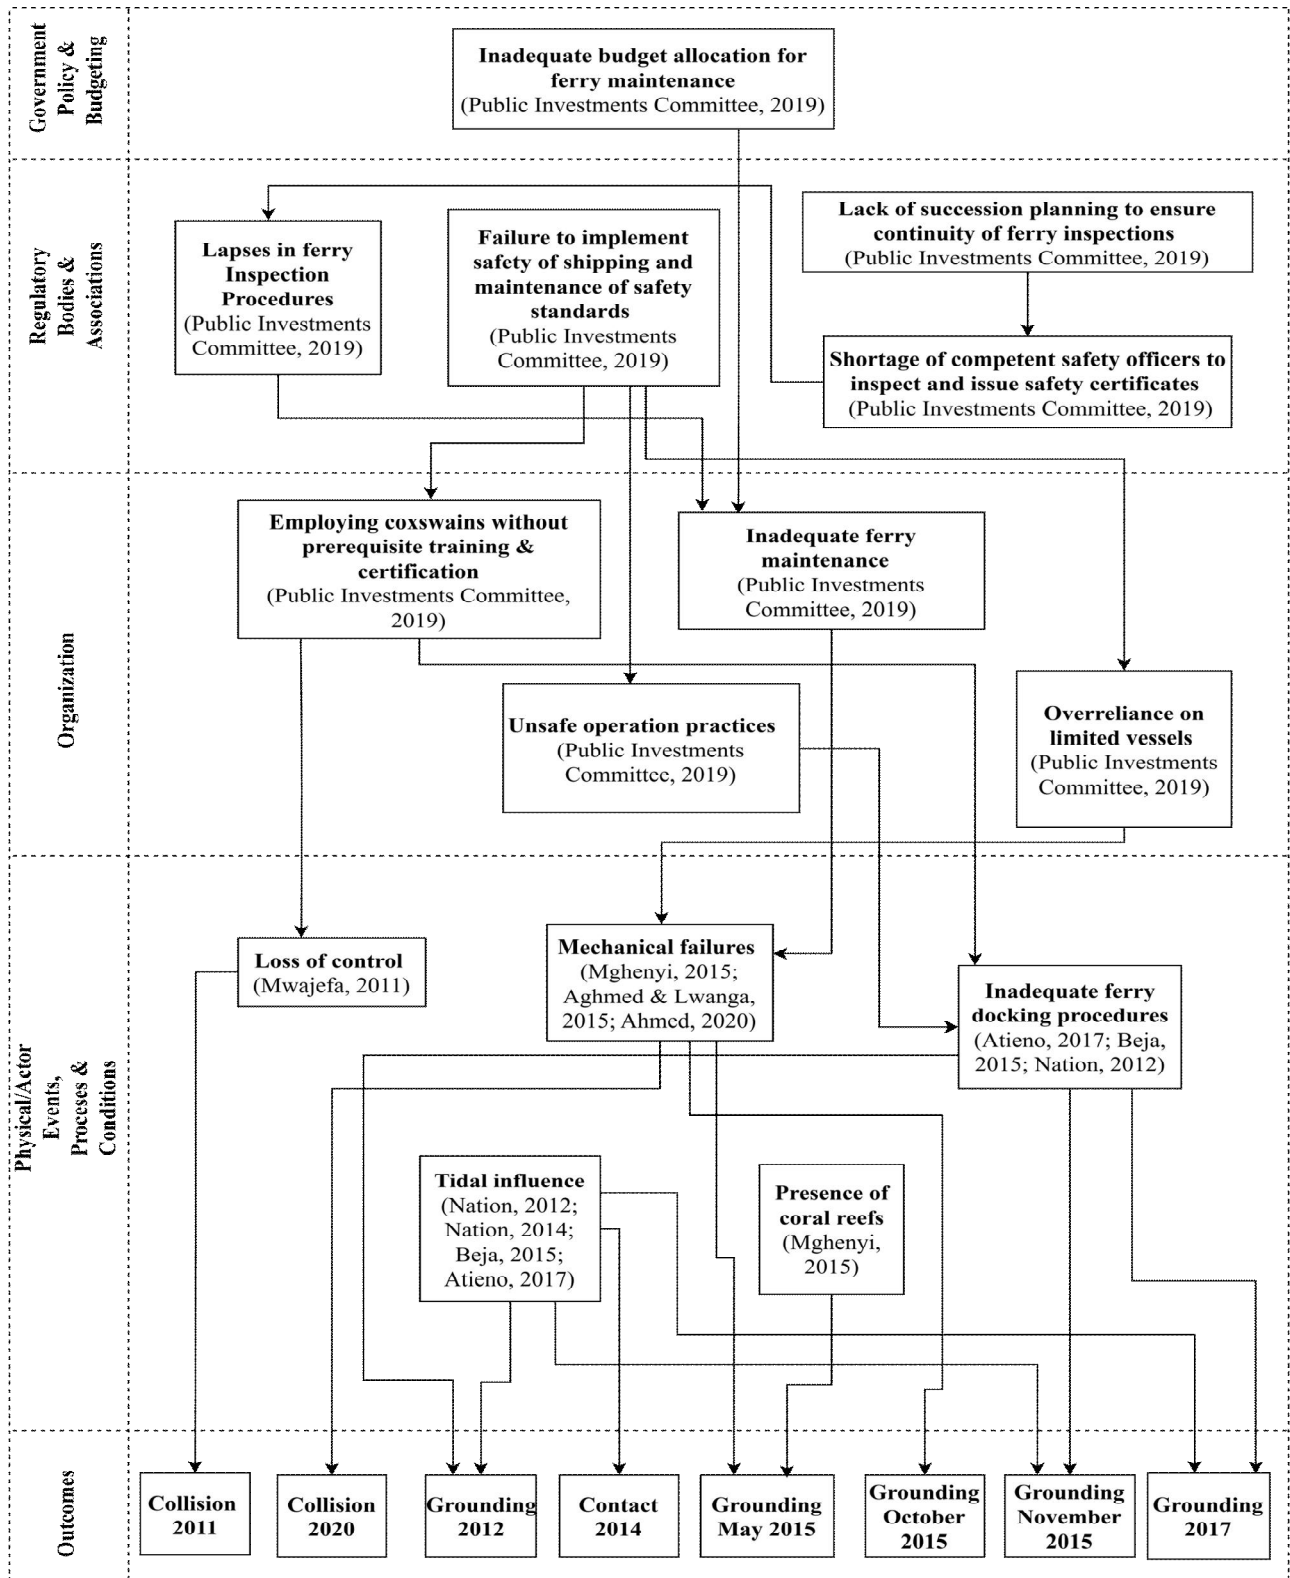 Government
Policy &
Budgeting
Inadequate budget allocation for
ferry maintenance
(Public Investments Committee, 2019)
Regulatory
Bodies &
Associations
Lapses in ferry
Inspection
Procedures
(Public Investments
Committee, 2019)
Failure to implement
safety of shipping and
maintenance of safety
standards
(Public Investments
Committee, 2019)
Lack of succession planning to ensure
continuity of ferry inspections
(Public Investments Committee, 2019)
Shortage of competent safety officers to
inspect and issue safety certificates
(Public Investments Committee, 2019)
Organization
Employing coxswains without
prerequisite training &
certification
(Public Investments Committee,
2019)
Inadequate ferry
maintenance
(Public Investments
Committee, 2019)
Unsafe operation practices
(Public Investments
Committee, 2019)
Overreliance on
limited vessels
(Public Investments
Committee, 2019)
Physical/Actor
Events,
Proceses &
Conditions
Loss of control
(Mwajefa, 2011)
Mechanical failures
(Mghenyi, 2015;
Aghmed & Lwanga,
2015; Ahmed, 2020)
Inadequate ferry
docking procedures
(Atieno, 2017; Beja,
2015; Nation, 2012)
Tidal influence
(Nation, 2012;
Nation, 2014;
Beja, 2015;
Atieno, 2017)
Presence of
coral reefs
(Mghenyi,
2015)
Outcomes
Collision
2011
Collision
2020
Grounding
2012
Contact
2014
Grounding
May 2015
Grounding
October
2015
Grounding
November
2015
Grounding
2017